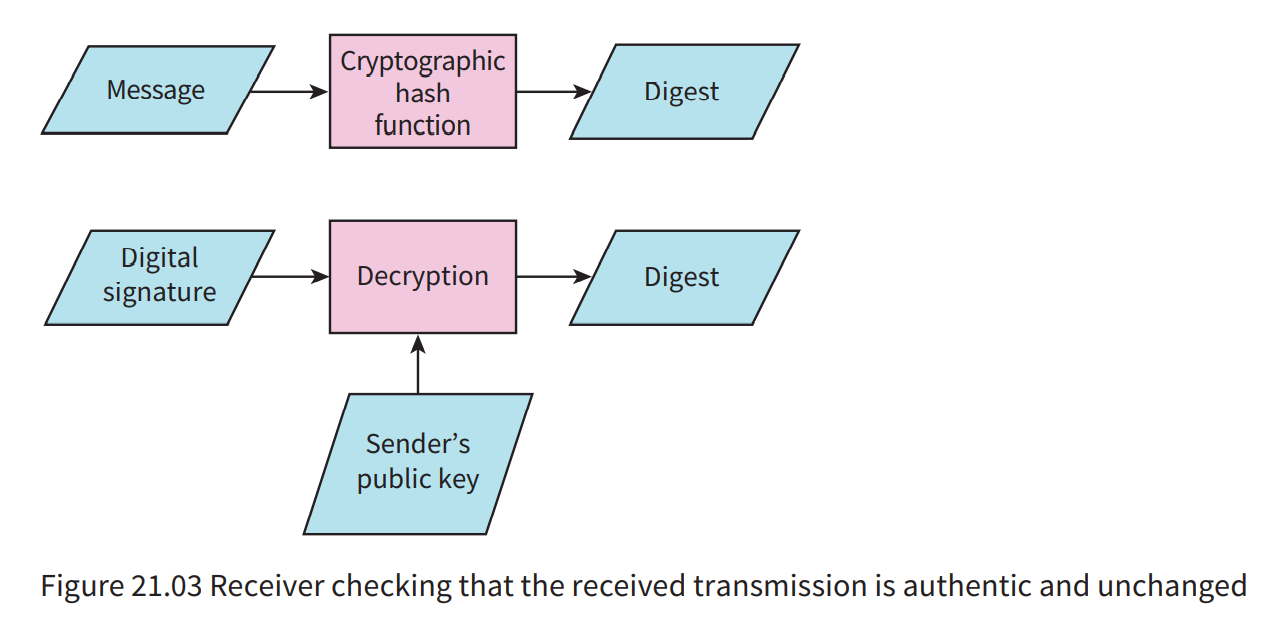 Message
Cryptographic
hash
function
Digest
Digital
signature
Decryption
Digest
Sender’s
public key
Figure 21.03 Receiver checking that the received transmission is authentic and unchanged